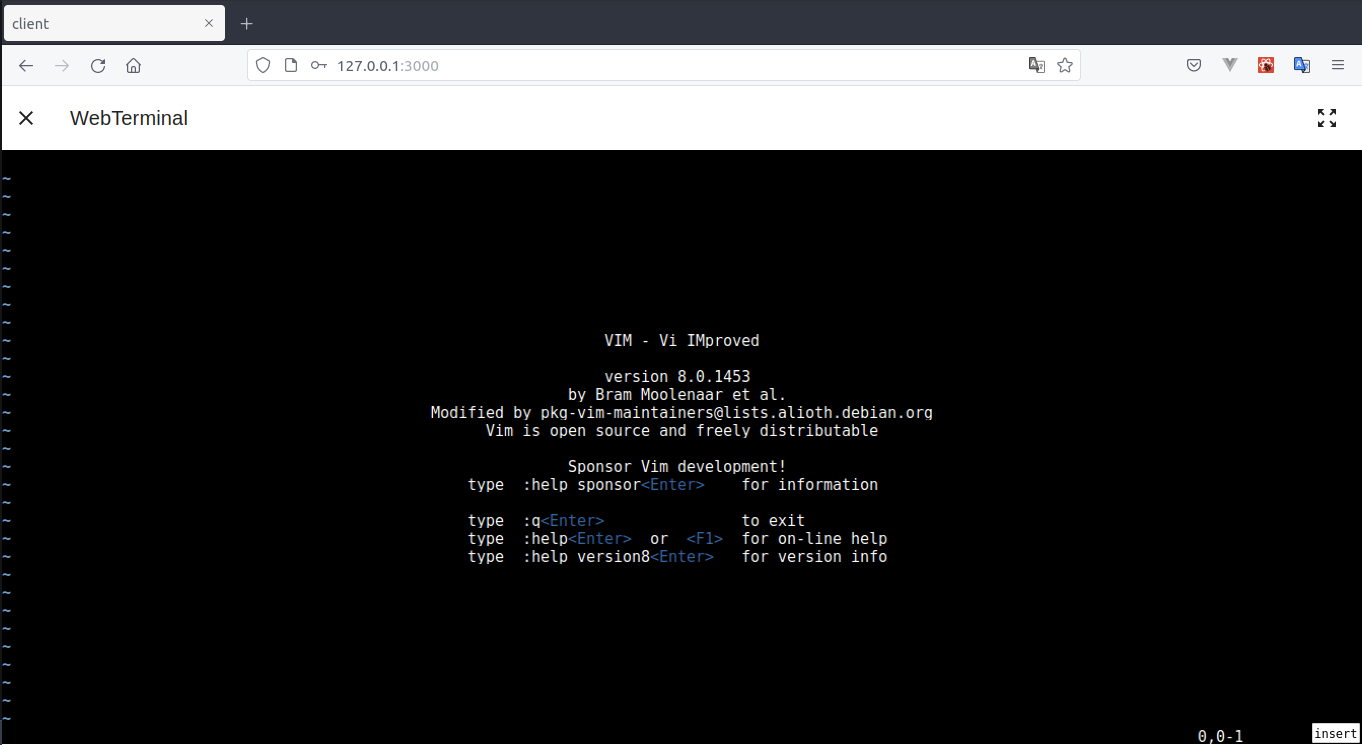 client
127.0.0.1:3000
WebTerminal
~
~
~
~
~
~
~
~
~
~ VIM - Vi IMproved
~
~ version 8.0.1453
~ by Bram Moolenaar et al.
~ Modified by pkg-vim-maintainers@lists.alioth.debian.org
~ Vim is open source and freely distributable
~
~ Sponsor Vim development!
~ type :help sponsor<Enter> for information
~
~ type :q<Enter> to exit
~ type :help<Enter> or <F1> for on-line help
~ type :help version8<Enter> for version info
~
~
~
~
~
~
~
~
~
0,0-1 insert